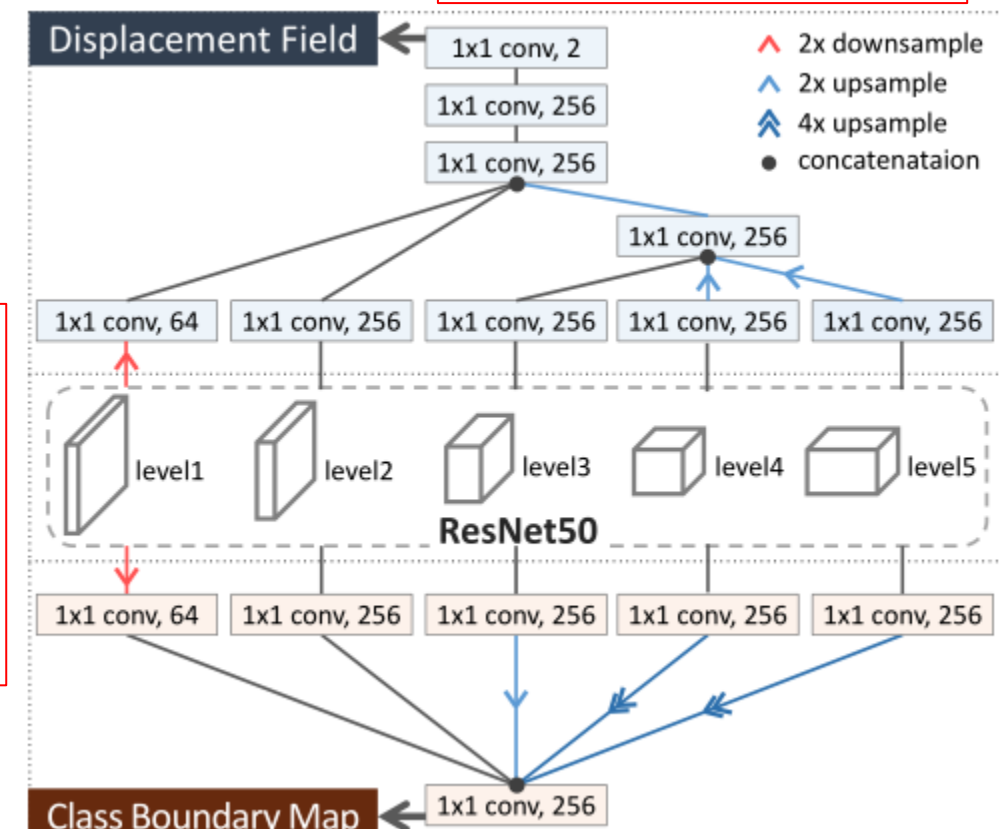 Displacement Field
1x1 conv, 2
1x1 conv, 256
1x1 conv, 256
2x downsample
2x upsample
4x upsample
concatenataion
1x1 conv, 256
1x1 conv, 64
1x1 conv, 256
1x1 conv, 256
1x1 conv, 256
1x1 conv, 256
level1
level2
level3
level4
level5
ResNet50
1x1 conv, 64
1x1 conv, 256
1x1 conv, 256
1x1 conv, 256
1x1 conv, 256
Class Boundary Map
1x1 conv, 256